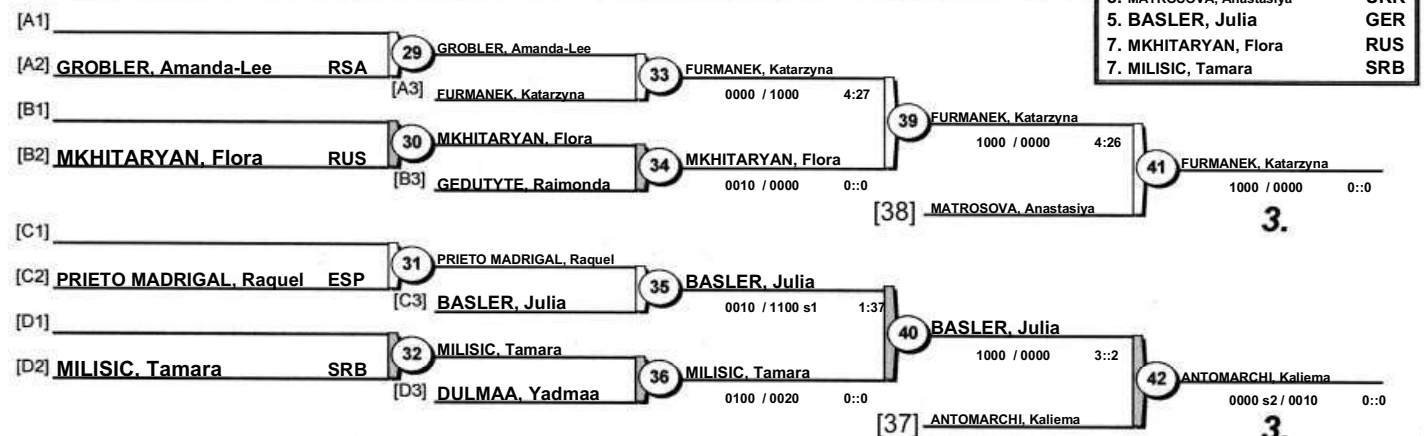 3. MATROSOVA, Anastasiya UKR
5. BASLER, Julia GER
7. MKHITARYAN, Flora RUS
7. MILISIC, Tamara SRB
[A1]
[A2] GROBLER, Amanda-Lee RSA
29
GROBLER, Amanda-Lee
[A3] FURMANEK, Katarzyna
33
FURMANEK, Katarzyna
0000 / 1000 4:27
[B1]
[B2] MKHITARYAN, Flora RUS
30
MKHITARYAN, Flora
[B3] GEDUTYTE, Raimonda
34
MKHITARYAN, Flora
0010 / 0000 0::0
39
FURMANEK, Katarzyna
1000 / 0000 4:26
[38] MATROSOVA, Anastasiya
41
FURMANEK, Katarzyna
1000 / 0000 0::0
3.
[C1]
[C2] PRIETO MADRIGAL, Raquel ESP
31
PRIETO MADRIGAL, Raquel
[C3] BASLER, Julia
35
BASLER, Julia
0010 / 1100 s1 1:37
[D1]
[D2] MILISIC, Tamara SRB
32
MILISIC, Tamara
[D3] DULMAA, Yadmaa
36
MILISIC, Tamara
0100 / 0020 0::0
40
BASLER, Julia
1000 / 0000 3::2
[37] ANTOMARCHI, Kaliema
42
ANTOMARCHI, Kaliema
0000 s2 / 0010 0::0
3.